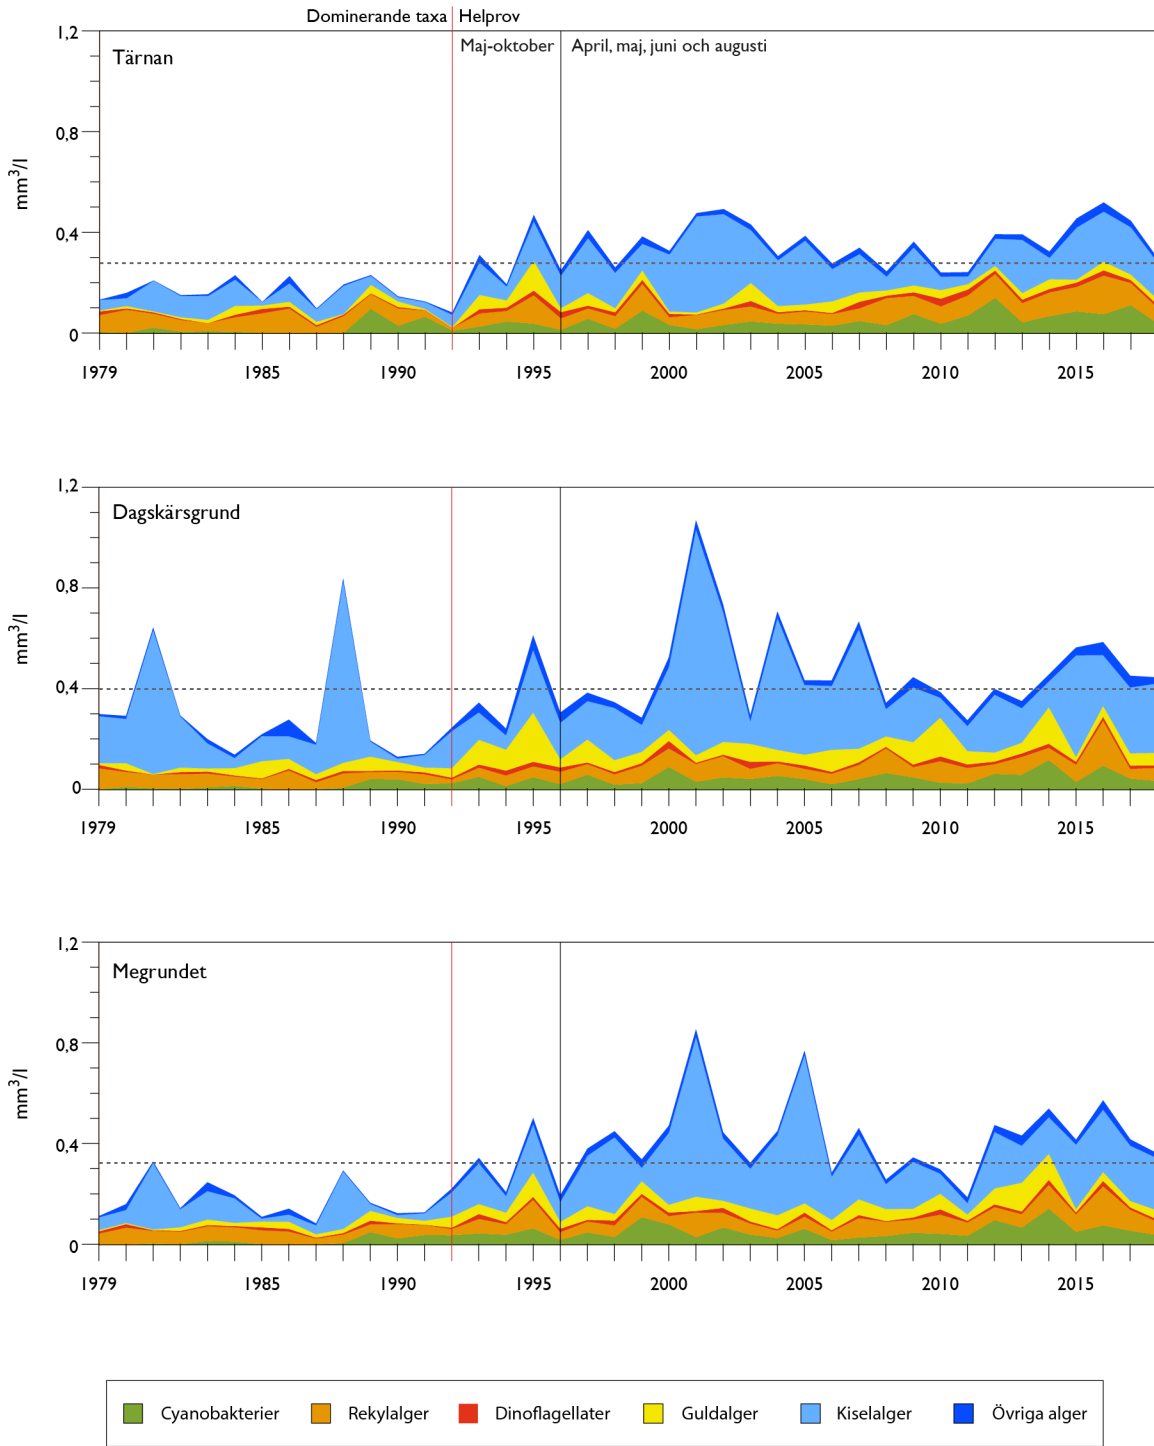 Dominerande taxa Helprov
1,2
Maj-oktober April, maj, juni och augusti
Tärnan
0,8
mm³/l
0,4
0
1979 1985 1990 1995 2000 2005 2010 2015
1,2
Dagskärsgrund
0,8
mm³/l
0,4
0
1979 1985 1990 1995 2000 2005 2010 2015
1,2
Megrundet
0,8
mm³/l
0,4
0
1979 1985 1990 1995 2000 2005 2010 2015
Cyanobakterier Rekylalger Dinoflagellater Guldalger Kiselalger Övriga alger